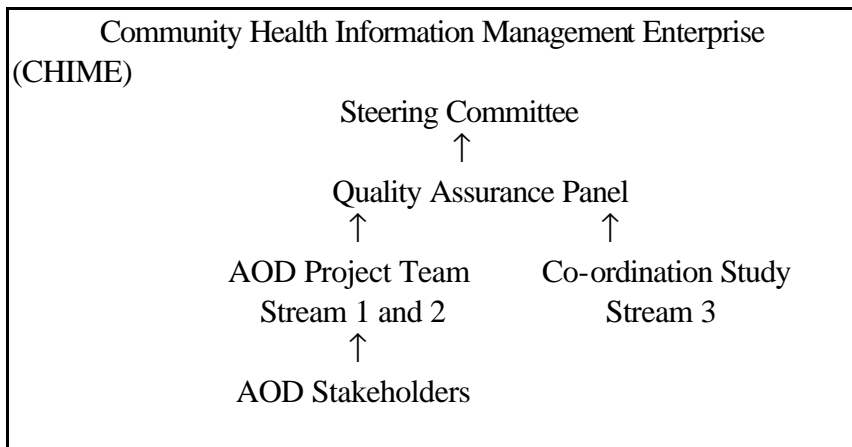 Community Health Information Management Enterprise
(CHIME)
Steering Committee
↑
Quality Assurance Panel
↑ ↑
AOD Project Team Co-ordination Study
Stream 1 and 2 Stream 3
↑
AOD Stakeholders